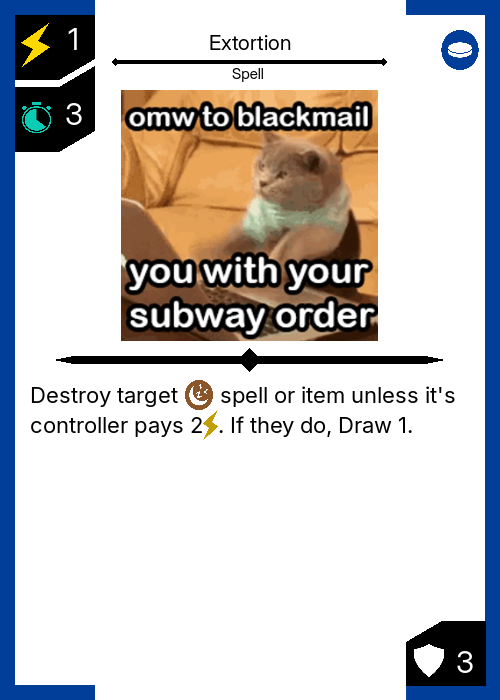 1
Extortion
Spell
3
omw to blackmail
you with your
subway order
Destroy target spell or item unless it's
controller pays 2. If they do, Draw 1.
3